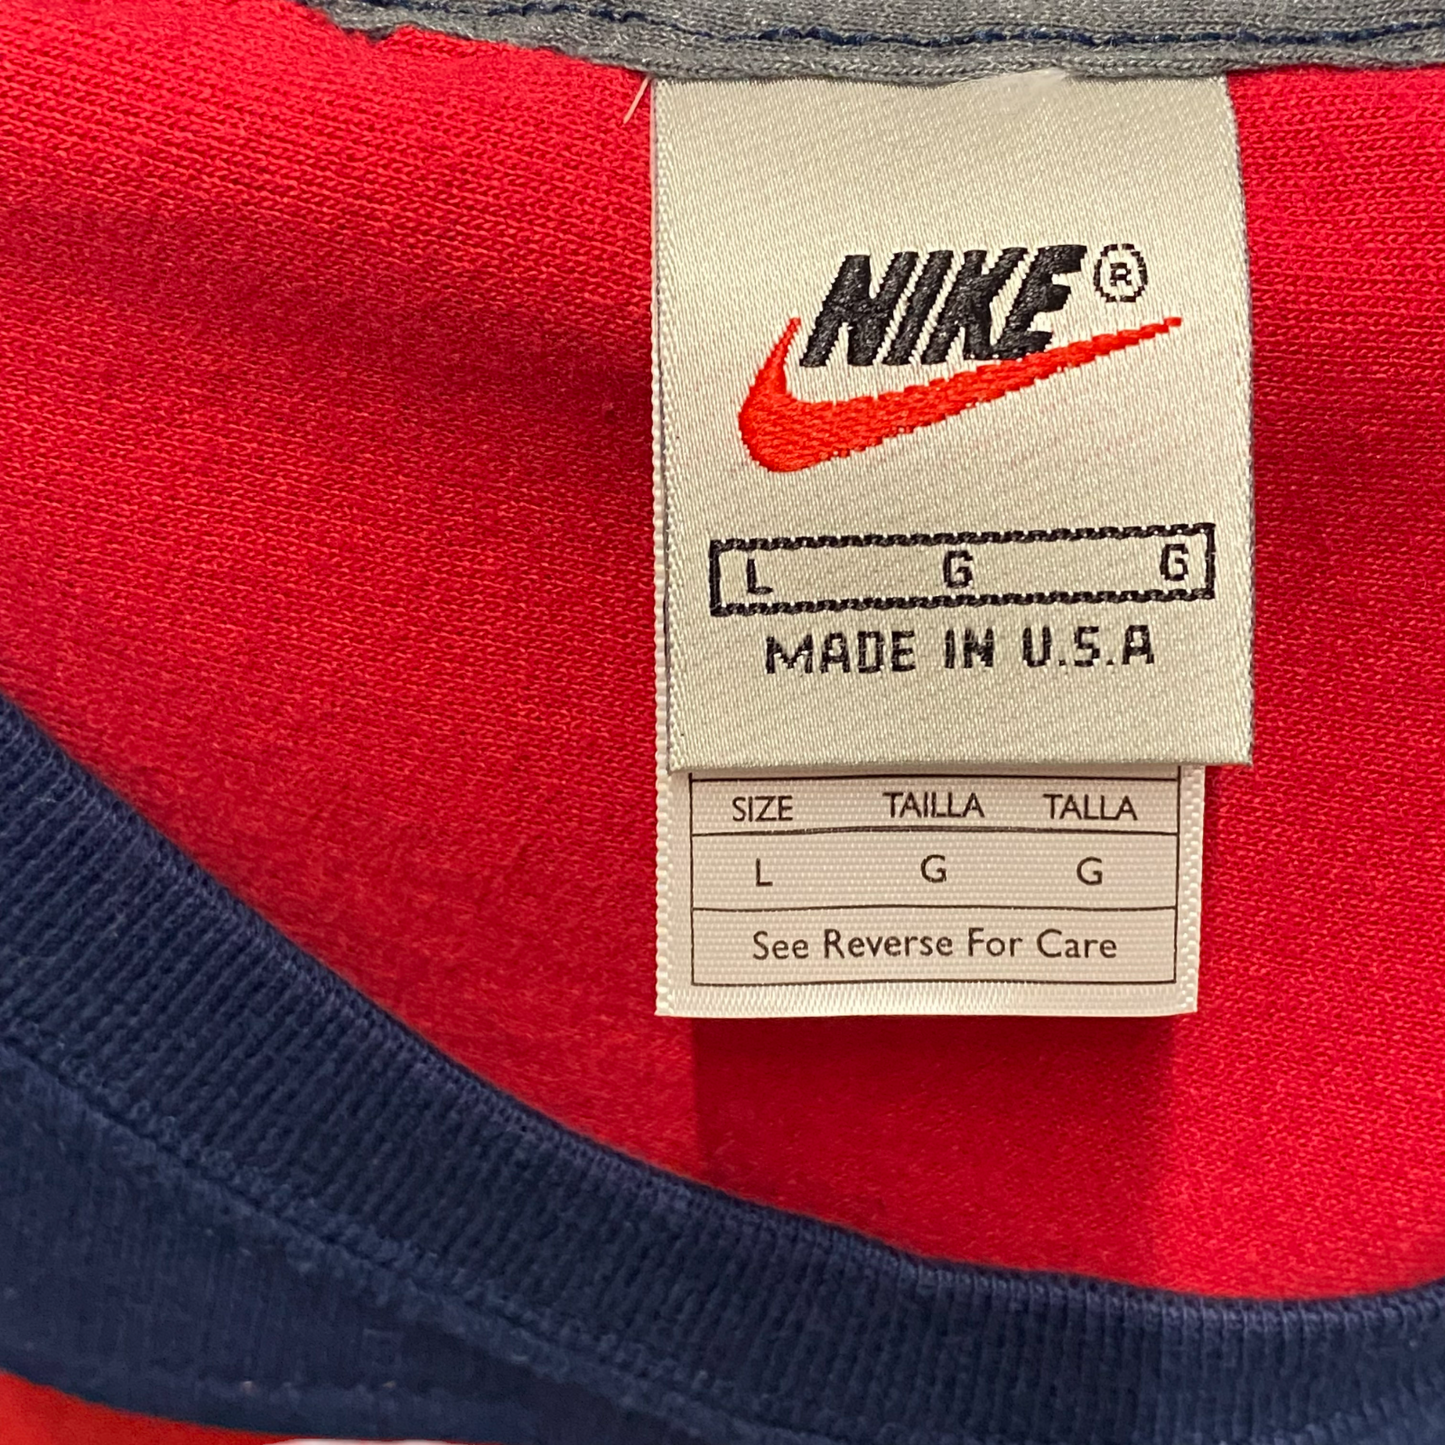 NIKE®
L G G
MADE IN U.S.A
SIZE TAILLA TALLA
L G G
See Reverse For Care